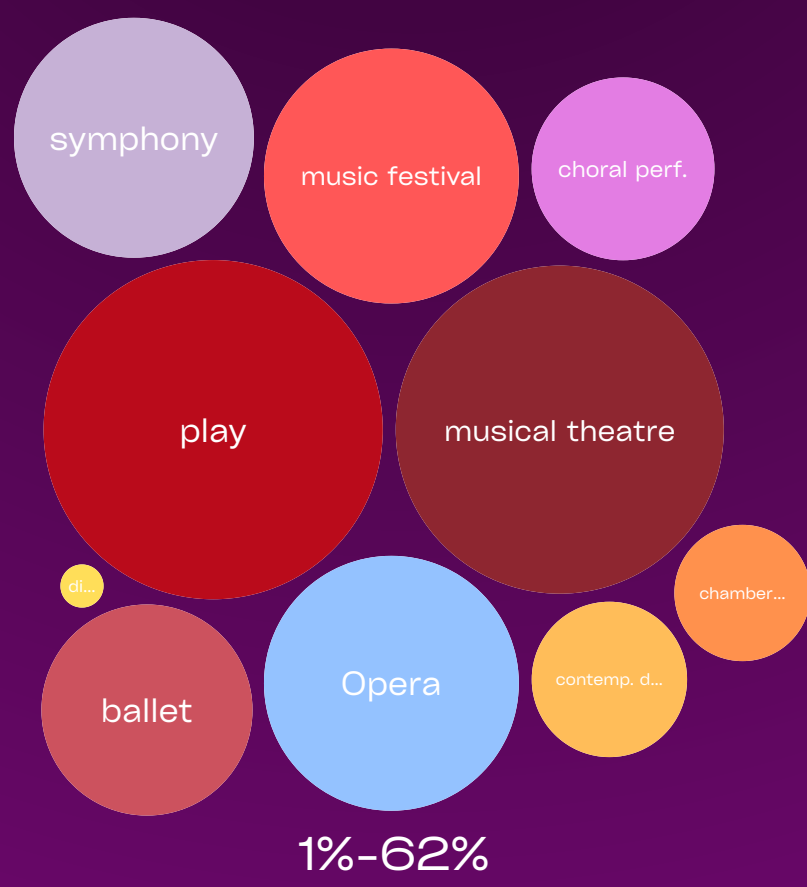 symphony
music festival
choral perf.
play
musical theatre
di...
chamber...
ballet
Opera
contemp. d...
1%-62%